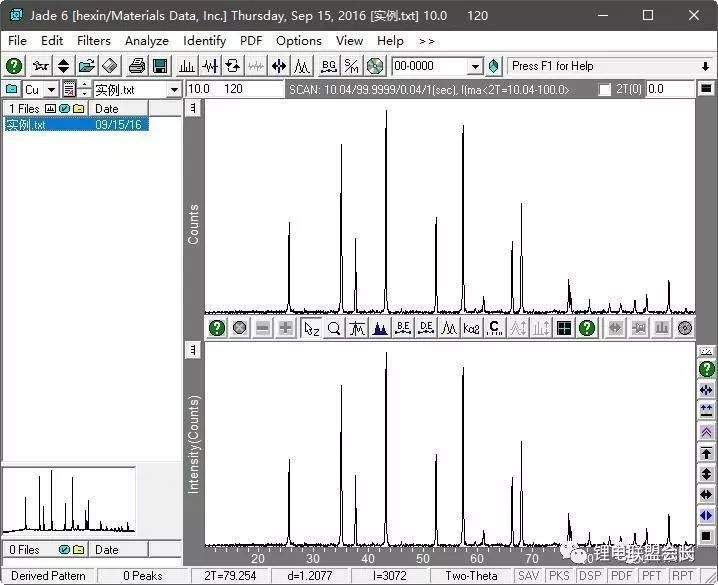 Jade 6 [hexin/Materials Data, Inc.] Thursday, Sep 15, 2016 [实例.txt] 10.0 120
File Edit Filters Analyze Identify PDF Options View Help >>
B.G S/M 00-0000 Press F1 for Help
Cu 实例.txt 10.0 120 SCAN: 10.04/99.9999/0.04/1(sec), I(ma<2T=10.04-100.0> 2T(0) 0.0
1 Files Date
实例.txt 09/15/16
Counts
B.E D.E Kα2 C
Intensity(Counts)
0 Files Date
20 30 40 50 60 70 80 90
锂电联盟会长
Derived Pattern 0 Peaks 2T=79.254 d=1.2077 I=3072 Two-Theta SAV PKS DSP PDF PFT RPT